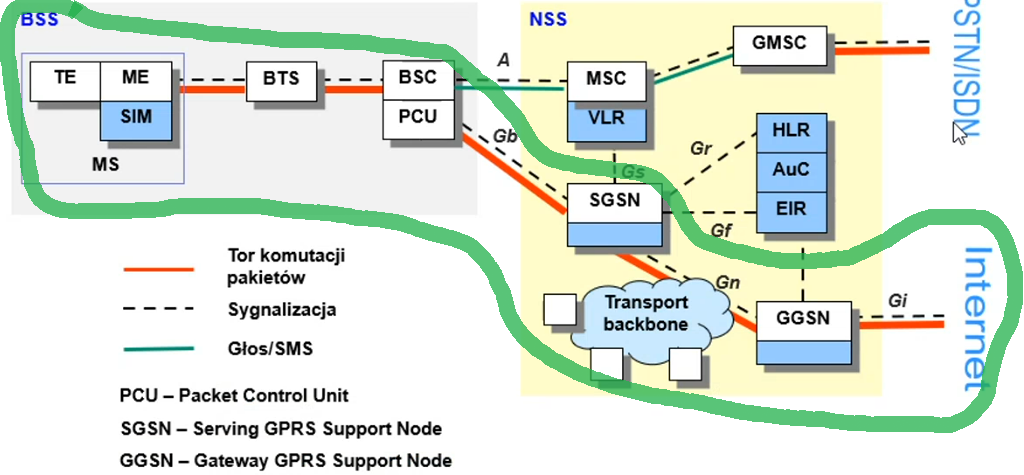 BSS
NSS
TE
ME
SIM
MS
BTS
BSC
PCU
A
Gb
MSC
VLR
GMSC
PSTN/ISDN
Gs
Gr
HLR
AuC
EIR
SGSN
Gf
Gn
Transport
backbone
GGSN
Gi
Internet
Tor komutacji
pakietów
Sygnalizacja
Głos/SMS
PCU – Packet Control Unit
SGSN – Serving GPRS Support Node
GGSN – Gateway GPRS Support Node